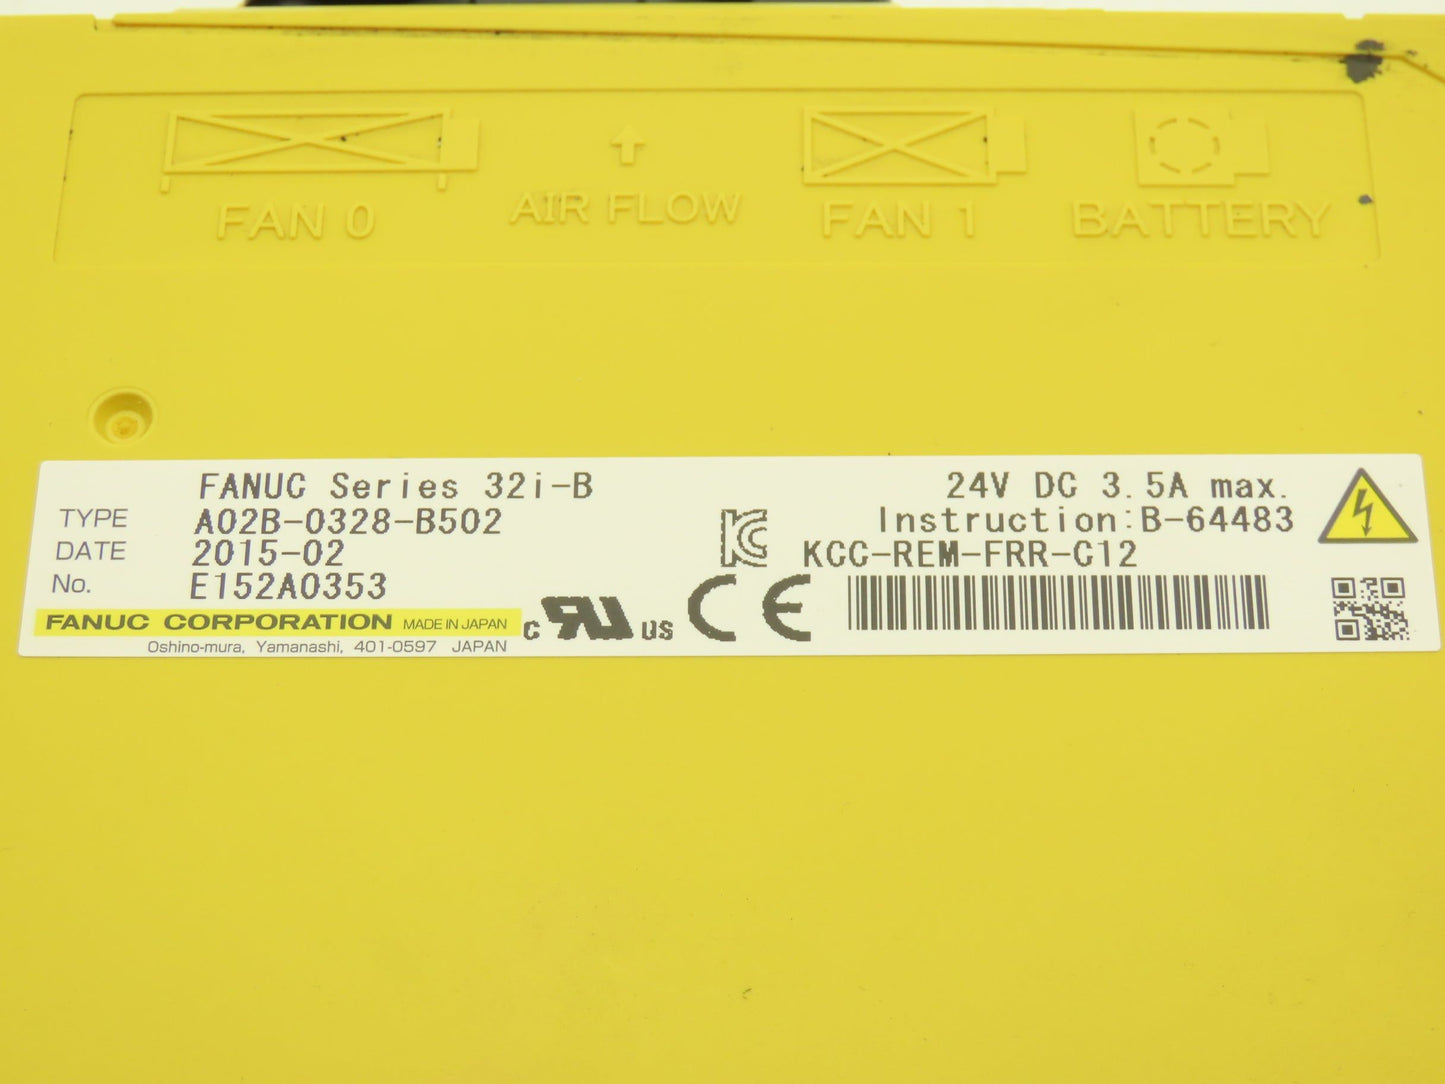 FAN 0
AIR FLOW
FAN 1
BATTERY
FANUC Series 32i-B
24V DC 3.5A max.
TYPE A02B-0328-B502
Instruction:B-64483
DATE 2015-02
KC KCC-REM-FRR-C12
No. E152A0353
FANUC CORPORATION MADE IN JAPAN
c RU us CE
Oshino-mura, Yamanashi, 401-0597 JAPAN